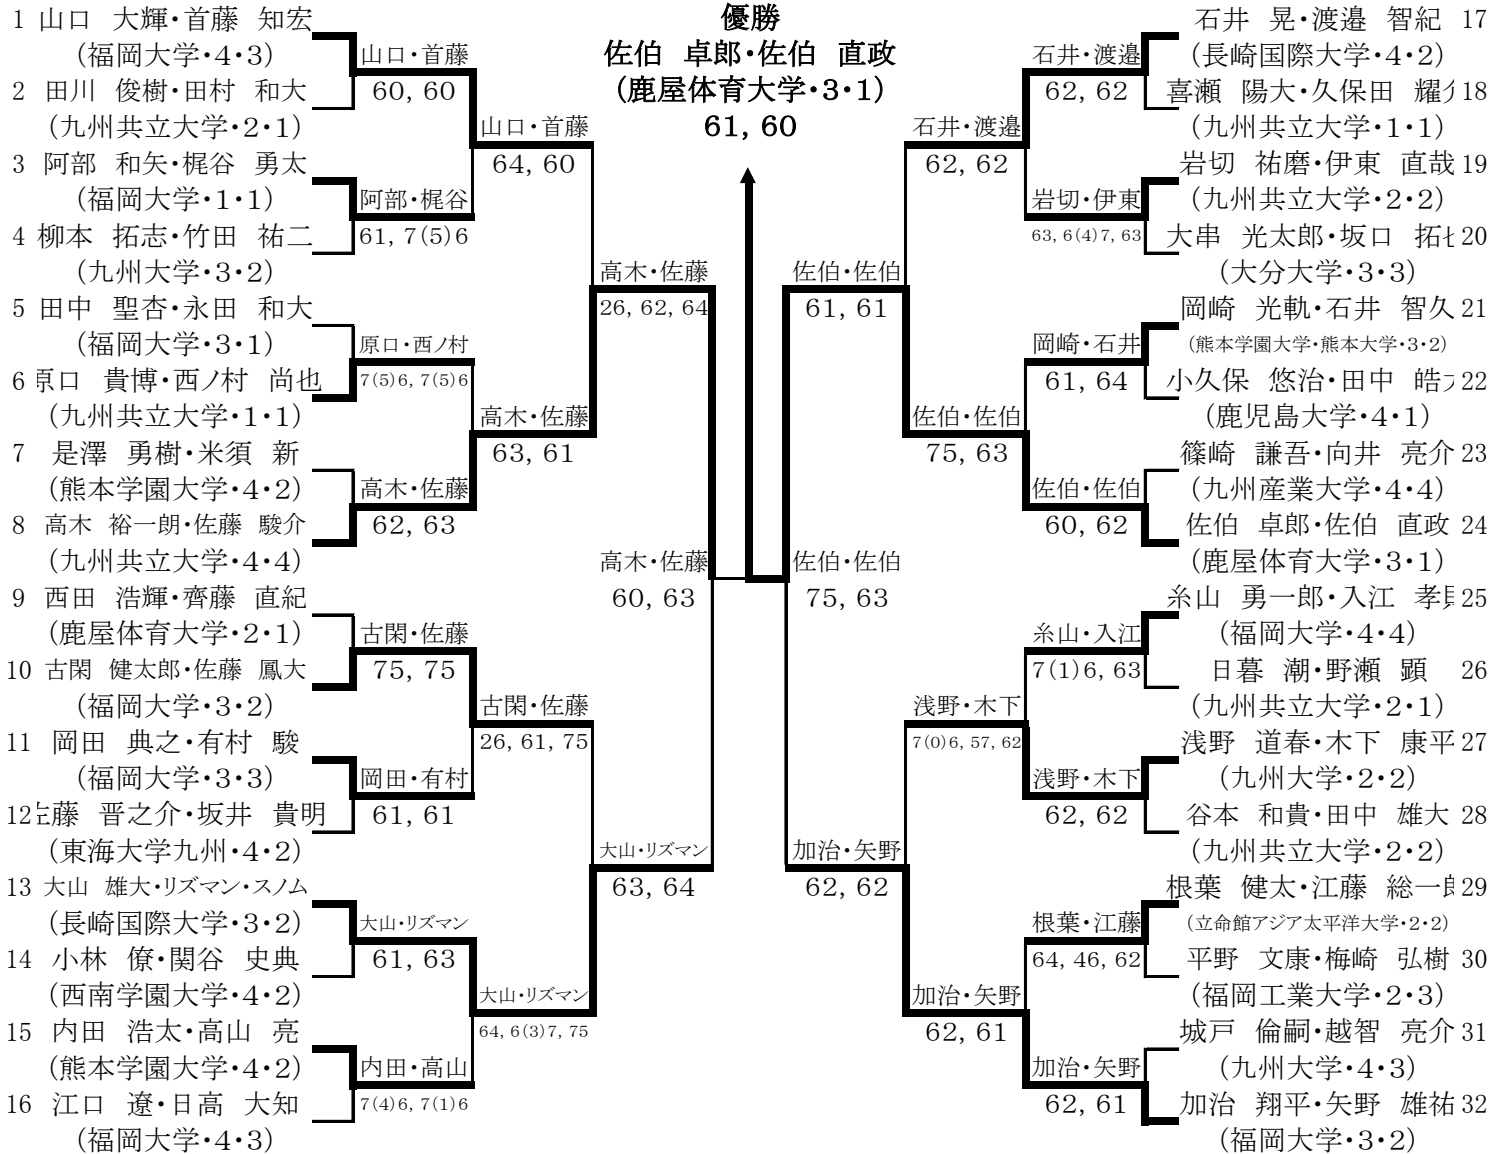 優勝
佐伯 卓郎・佐伯 直政
(鹿屋体育大学・3・1)
61, 60
1 山口 大輝・首藤 知宏
(福岡大学・4・3)
2 田川 俊樹・田村 和大
(九州共立大学・2・1)
3 阿部 和矢・梶谷 勇太
(福岡大学・1・1)
4 柳本 拓志・竹田 祐二
(九州大学・3・2)
5 田中 聖杏・永田 和大
(福岡大学・3・1)
6 原口 貴博・西ノ村 尚也
(九州共立大学・1・1)
7 是澤 勇樹・米須 新
(熊本学園大学・4・2)
8 高木 裕一朗・佐藤 駿介
(九州共立大学・4・4)
9 西田 浩輝・齊藤 直紀
(鹿屋体育大学・2・1)
10 古閑 健太郎・佐藤 鳳大
(福岡大学・3・2)
11 岡田 典之・有村 駿
(福岡大学・3・3)
12 佐藤 晋之介・坂井 貴明
(東海大学九州・4・2)
13 大山 雄大・リズマン・スノム
(長崎国際大学・3・2)
14 小林 僚・関谷 史典
(西南学園大学・4・2)
15 内田 浩太・高山 亮
(熊本学園大学・4・2)
16 江口 遼・日高 大知
(福岡大学・4・3)
山口・首藤
60, 60
阿部・梶谷
61, 7(5)6
原口・西ノ村
7(5)6, 7(5)6
高木・佐藤
62, 63
古閑・佐藤
75, 75
岡田・有村
61, 61
大山・リズマン
61, 63
内田・高山
7(4)6, 7(1)6
山口・首藤
64, 60
高木・佐藤
63, 61
古閑・佐藤
26, 61, 75
大山・リズマン
64, 6(3)7, 75
高木・佐藤
26, 62, 64
大山・リズマン
63, 64
高木・佐藤
60, 63
佐伯・佐伯
75, 63
佐伯・佐伯
61, 61
加治・矢野
62, 62
石井・渡邉
62, 62
佐伯・佐伯
75, 63
浅野・木下
7(0)6, 57, 62
加治・矢野
62, 61
石井・渡邉
62, 62
岩切・伊東
63, 6(4)7, 63
岡崎・石井
61, 64
佐伯・佐伯
60, 62
糸山・入江
7(1)6, 63
浅野・木下
62, 62
根葉・江藤
64, 46, 62
加治・矢野
62, 61
石井 晃・渡邉 智紀 17
(長崎国際大学・4・2)
喜瀬 陽大・久保田 耀 18
(九州共立大学・1・1)
岩切 祐磨・伊東 直哉 19
(九州共立大学・2・2)
大串 光太郎・坂口 拓 20
(大分大学・3・3)
岡崎 光軌・石井 智久 21
(熊本学園大学・熊本大学・3・2)
小久保 悠治・田中 皓 22
(鹿児島大学・4・1)
篠崎 謙吾・向井 亮介 23
(九州産業大学・4・4)
佐伯 卓郎・佐伯 直政 24
(鹿屋体育大学・3・1)
糸山 勇一郎・入江 孝 25
(福岡大学・4・4)
日暮 潮・野瀬 顕 26
(九州共立大学・2・1)
浅野 道春・木下 康平 27
(九州大学・2・2)
谷本 和貴・田中 雄大 28
(九州共立大学・2・2)
根葉 健太・江藤 総一 29
(立命館アジア太平洋大学・2・2)
平野 文康・梅崎 弘樹 30
(福岡工業大学・2・3)
城戸 倫嗣・越智 亮介 31
(九州大学・4・3)
加治 翔平・矢野 雄祐 32
(福岡大学・3・2)